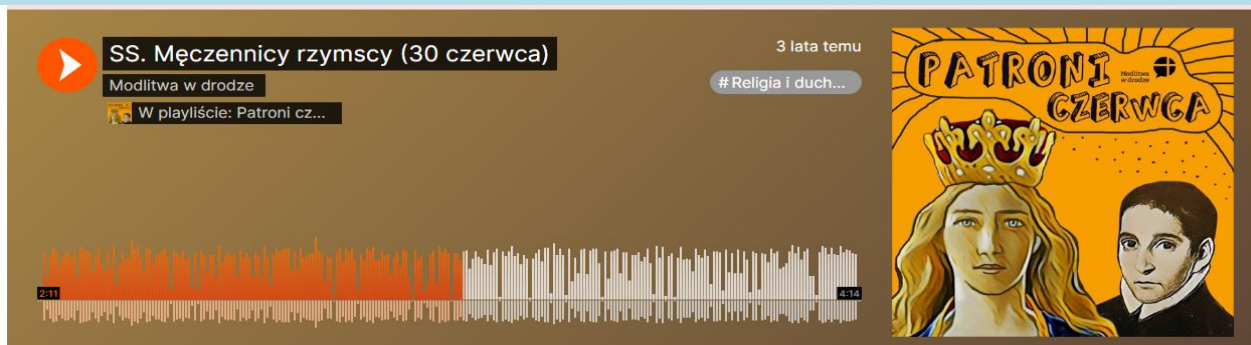 SS. Męczennicy rzymscy (30 czerwca)
Modlitwa w drodze
W playliście: Patroni cz...
3 lata temu
# Religia i duch...
2:11
4:14
PATRONI
Modlitwa
w drodze
CZERWCA